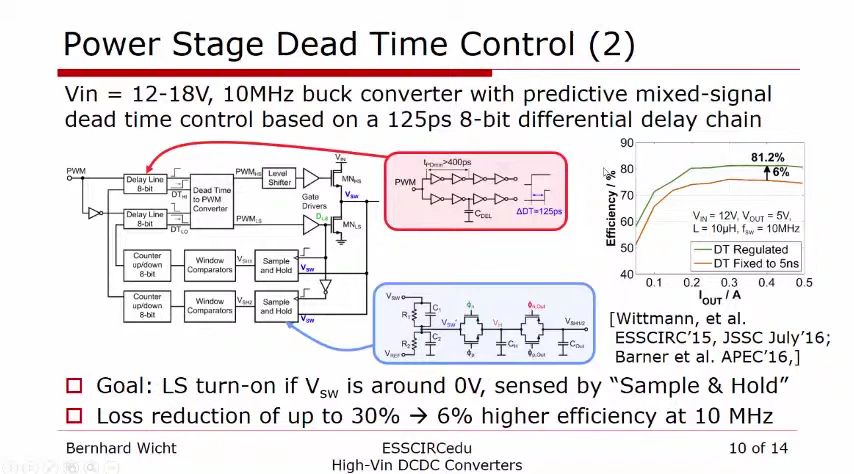 Power Stage Dead Time Control (2)
Vin = 12-18V, 10MHz buck converter with predictive mixed-signal
dead time control based on a 125ps 8-bit differential delay chain
PWM
Delay Line
8-bit
DT_HI
Delay Line
8-bit
DT_LO
Dead Time
to PWM
Converter
PWM_HS
PWM_LS
Level
Shifter
Gate
Drivers
D_LS
V_IN
MN_HS
V_SW
MN_LS
Counter
up/down
8-bit
Window
Comparators
V_SH1
Sample
and Hold
V_SW
Counter
up/down
8-bit
Window
Comparators
V_SH2
Sample
and Hold
V_SW
t_PDmin>400ps
PWM
C_DEL
ΔDT=125ps
V_SW
R_1
C_1
V_SW'
R_2
C_2
V_REF
C_H
C_Out
V_SH1/2
Efficiency / %
90
80
70
60
50
40
81.2%
6%
V_IN = 12V, V_OUT = 5V,
L = 10µH, f_sw = 10MHz
DT Regulated
DT Fixed to 5ns
0.1 0.2 0.3 0.4 0.5
I_OUT / A
[Wittmann, et al.
ESSCIRC'15, JSSC July'16;
Barner et al. APEC'16,]
Goal: LS turn-on if V_sw is around 0V, sensed by "Sample & Hold"
Loss reduction of up to 30% → 6% higher efficiency at 10 MHz
Bernhard Wicht
ESSCIRCedu
High-Vin DCDC Converters
10 of 14